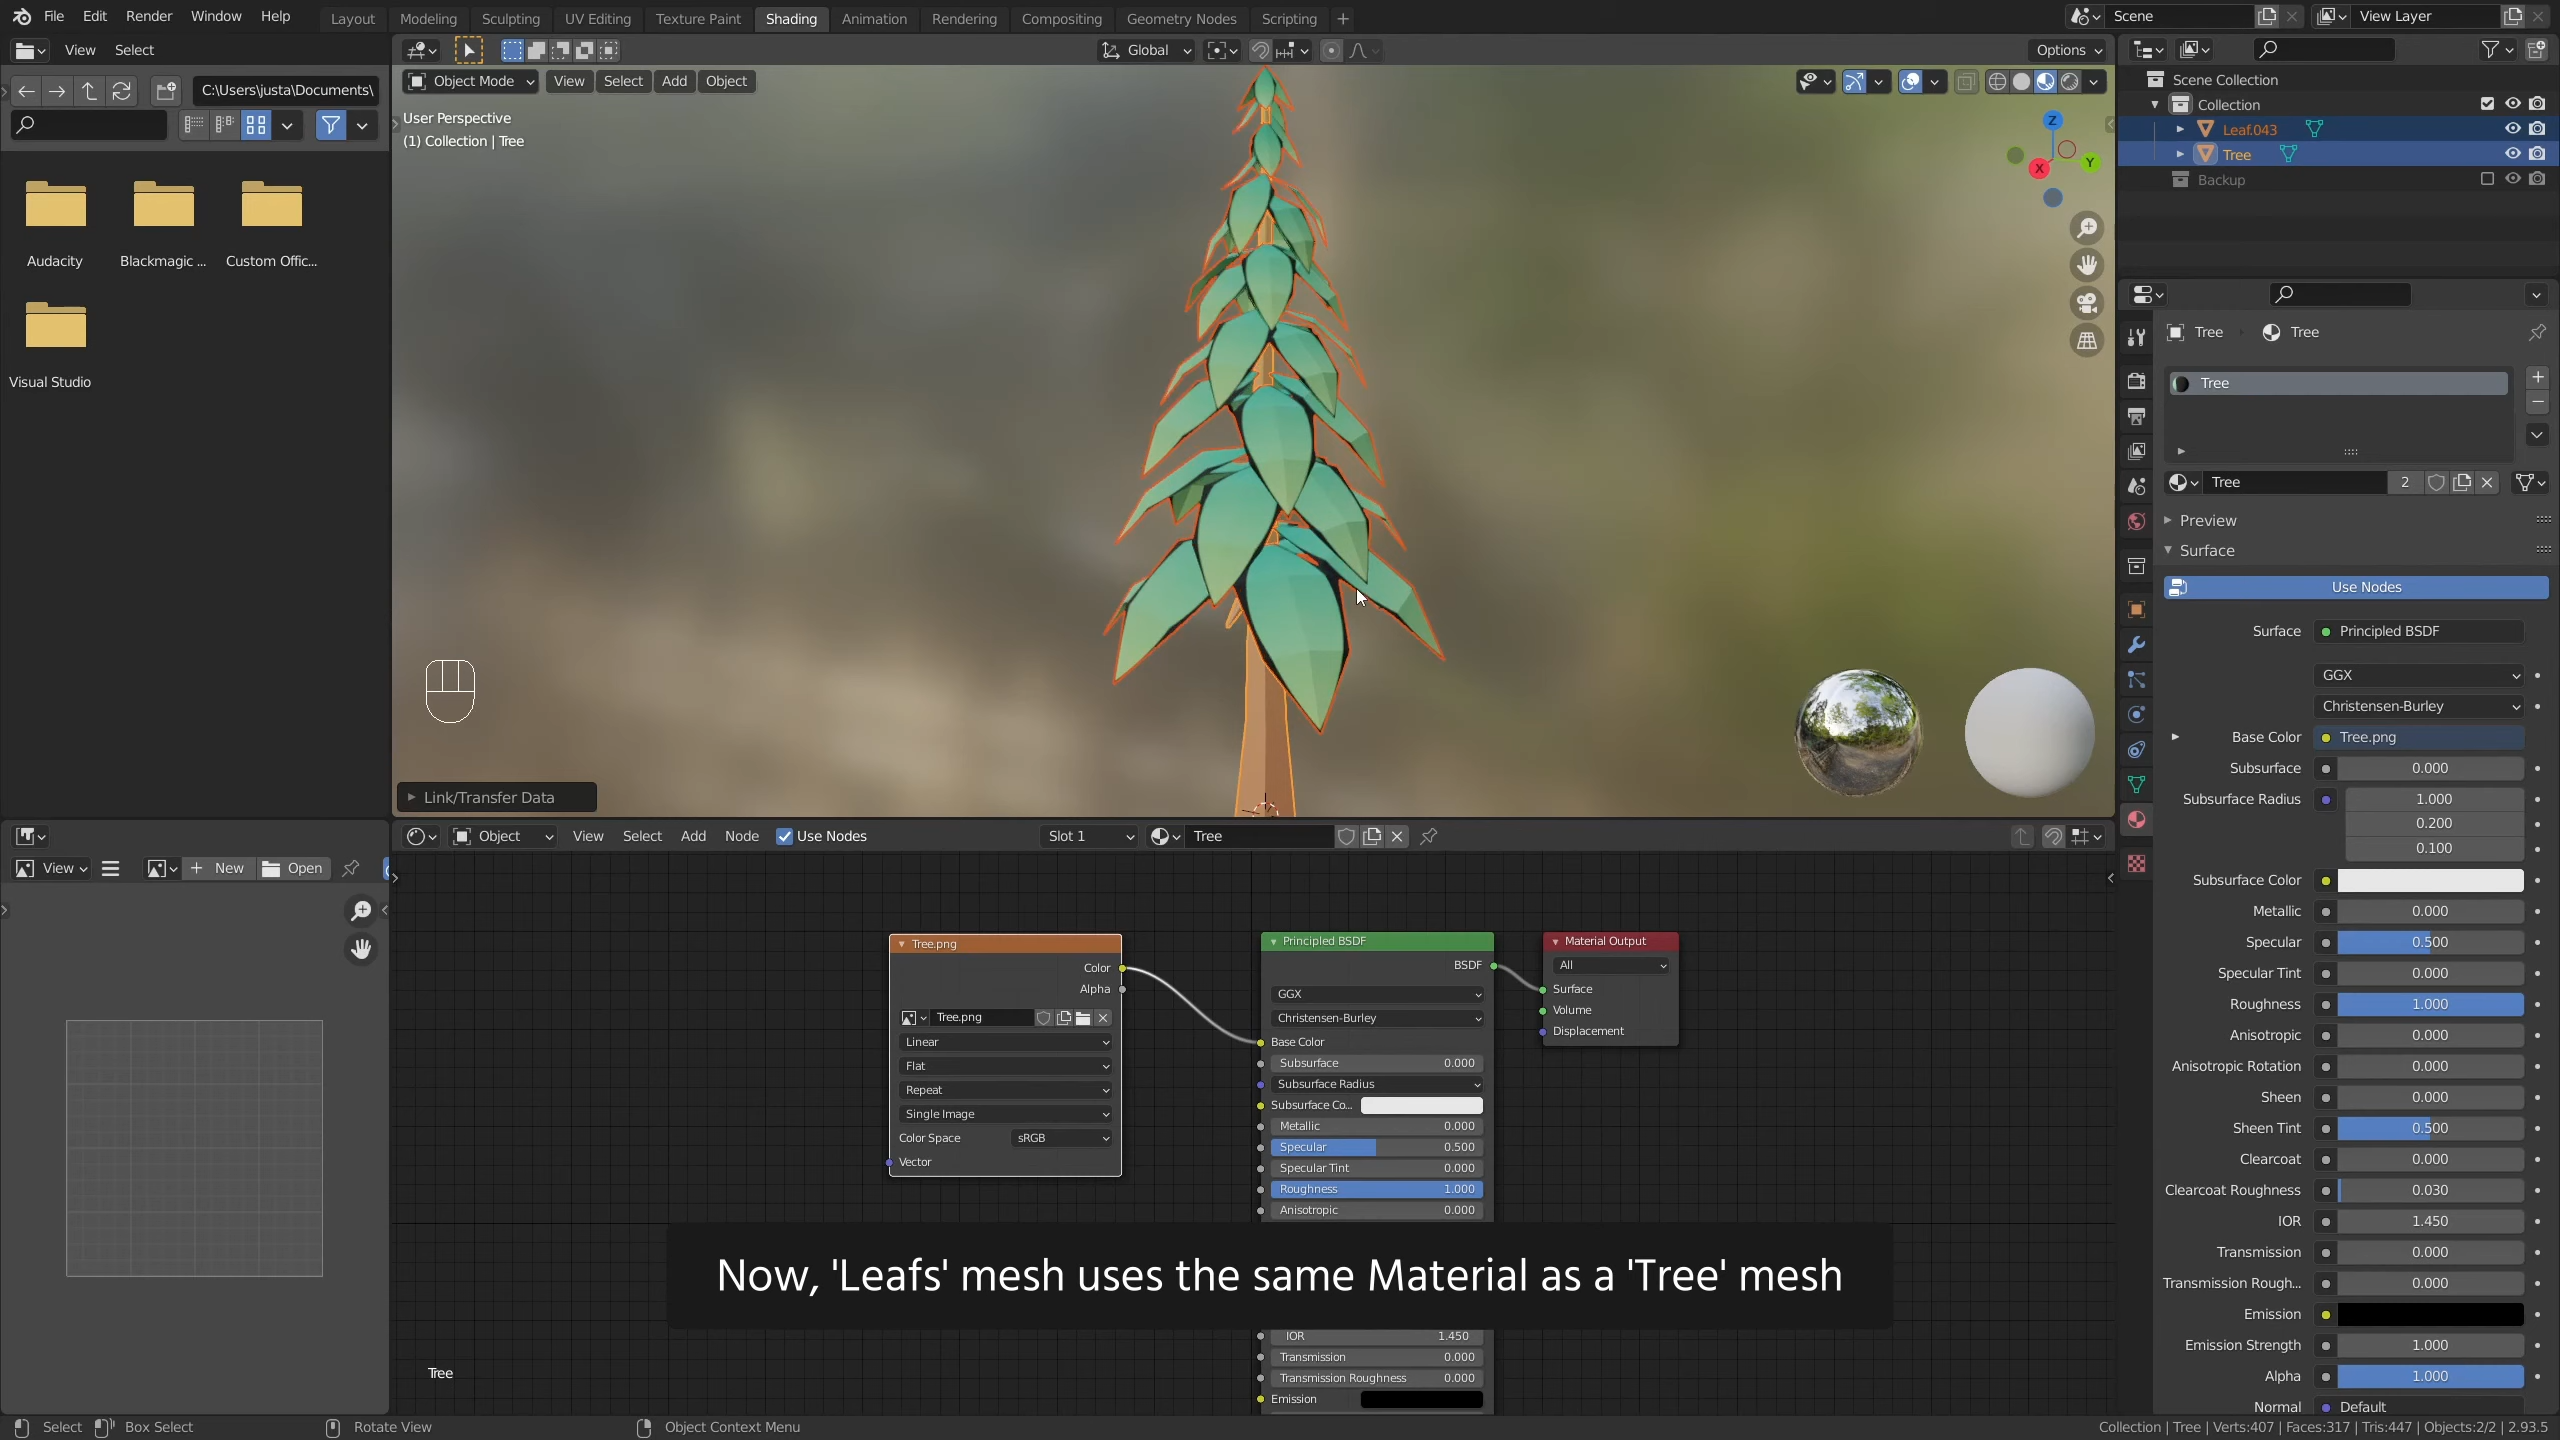 File Edit Render Window Help Layout Modeling Sculpting UV Editing Texture Paint Shading Animation Rendering Compositing Geometry Nodes Scripting + Scene View Layer
View Select Global Options
C:\Users\justa\Documents\ Object Mode View Select Add Object
User Perspective
(1) Collection | Tree
Audacity Blackmagic ... Custom Offic...
Visual Studio
Z
Y
X
Link/Transfer Data
Scene Collection
Collection
Leaf.043
Tree
Backup
Tree Tree
Tree
Tree 2
Preview
Surface
Use Nodes
Surface Principled BSDF
GGX
Christensen-Burley
Base Color Tree.png
Subsurface 0.000
Subsurface Radius 1.000
0.200
0.100
Subsurface Color
Metallic 0.000
Specular 0.500
Specular Tint 0.000
Roughness 1.000
Anisotropic 0.000
Anisotropic Rotation 0.000
Sheen 0.000
Sheen Tint 0.500
Clearcoat 0.000
Clearcoat Roughness 0.030
IOR 1.450
Transmission 0.000
Transmission Rough... 0.000
Emission
Emission Strength 1.000
Alpha 1.000
Normal Default
Object View Select Add Node Use Nodes Slot 1 Tree
View New Open
Tree.png
Color
Alpha
Tree.png
Linear
Flat
Repeat
Single Image
Color Space sRGB
Vector
Principled BSDF
BSDF
GGX
Christensen-Burley
Base Color
Subsurface 0.000
Subsurface Radius
Subsurface Co...
Metallic 0.000
Specular 0.500
Specular Tint 0.000
Roughness 1.000
Anisotropic 0.000
IOR 1.450
Transmission 0.000
Transmission Roughness 0.000
Emission
Material Output
All
Surface
Volume
Displacement
Now, 'Leafs' mesh uses the same Material as a 'Tree' mesh
Tree
Select Box Select Rotate View Object Context Menu Collection | Tree | Verts:407 | Faces:317 | Tris:447 | Objects:2/2 | 2.93.5